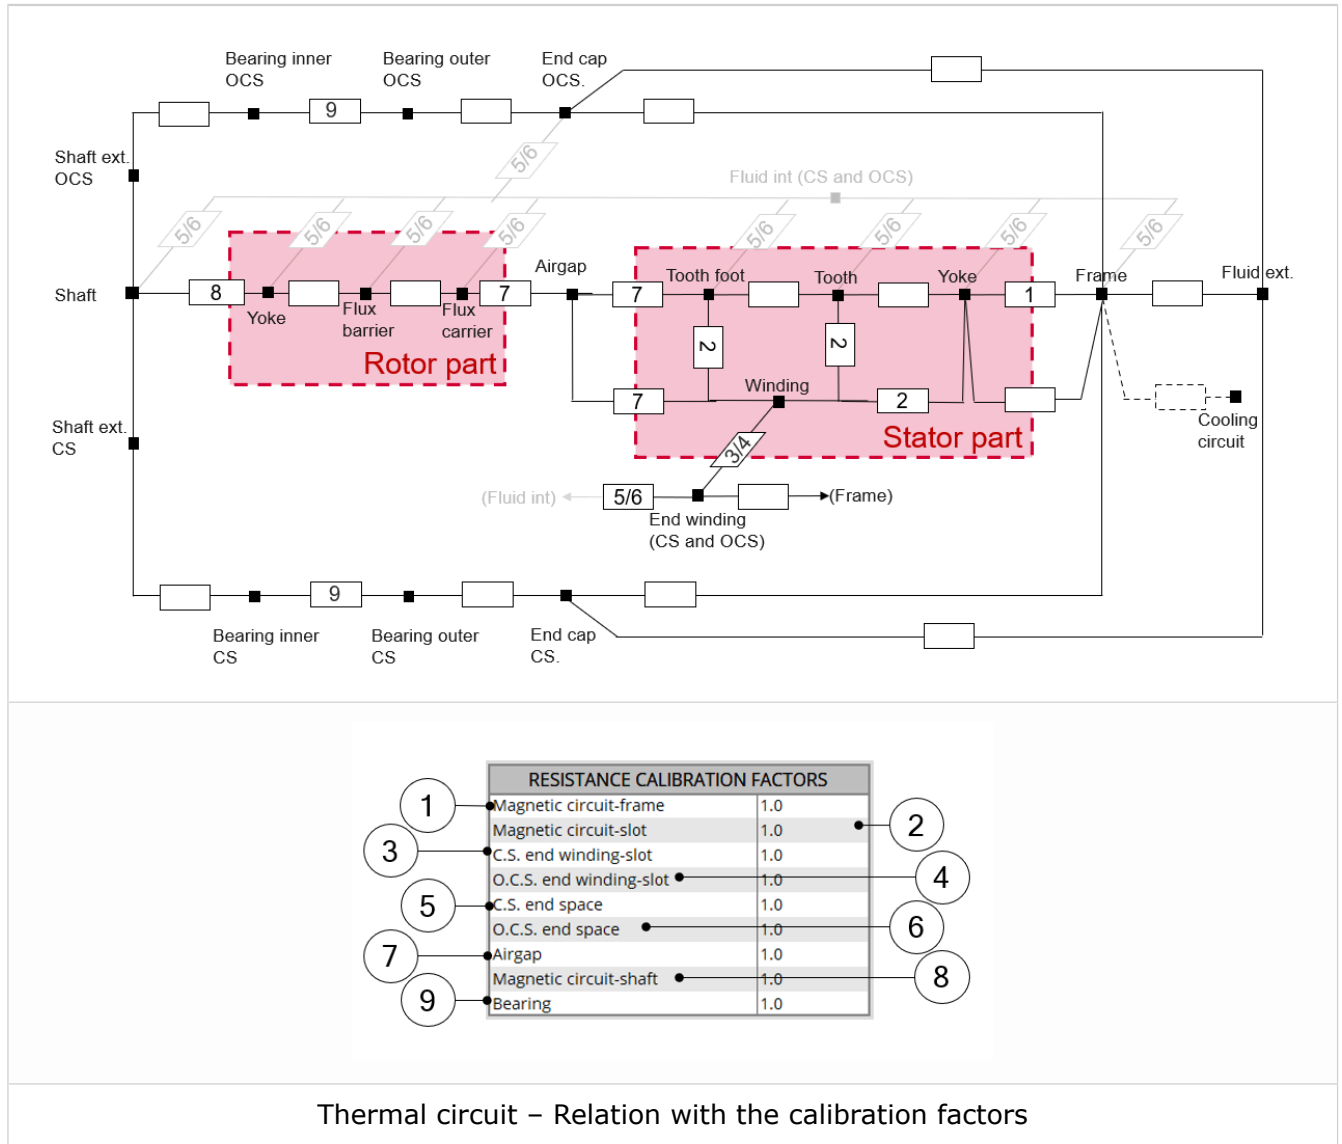 Bearing inner
OCS
Bearing outer
OCS
End cap
OCS.
9
5/6
Shaft ext.
OCS
Fluid int (CS and OCS)
5/6
5/6
5/6
5/6
5/6
5/6
5/6
5/6
Airgap
Tooth foot
Tooth
Yoke
Frame
Fluid ext.
Shaft
8
Yoke
Flux
barrier
Flux
carrier
7
7
1
Rotor part
2
2
Winding
7
2
Stator part
Cooling
circuit
Shaft ext.
CS
3/4
(Fluid int)
5/6
(Frame)
End winding
(CS and OCS)
9
Bearing inner
CS
Bearing outer
CS
End cap
CS.
RESISTANCE CALIBRATION FACTORS
1
Magnetic circuit-frame 1.0
Magnetic circuit-slot 1.0
2
3
C.S. end winding-slot 1.0
O.C.S. end winding-slot 1.0
4
5
C.S. end space 1.0
O.C.S. end space 1.0
6
7
Airgap 1.0
Magnetic circuit-shaft 1.0
8
9
Bearing 1.0
Thermal circuit – Relation with the calibration factors